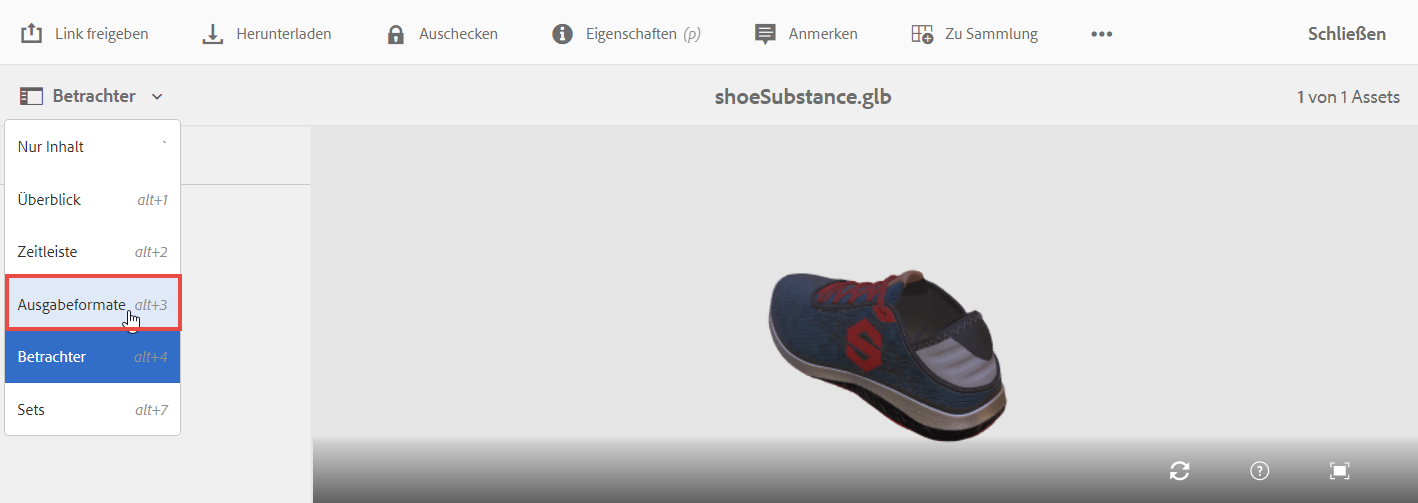 Link freigeben Herunterladen Auschecken Eigenschaften (p) Anmerken Zu Sammlung ••• Schließen
Betrachter shoeSubstance.glb 1 von 1 Assets
Nur Inhalt `
Überblick alt+1
Zeitleiste alt+2
Ausgabeformate alt+3
Betrachter alt+4
Sets alt+7